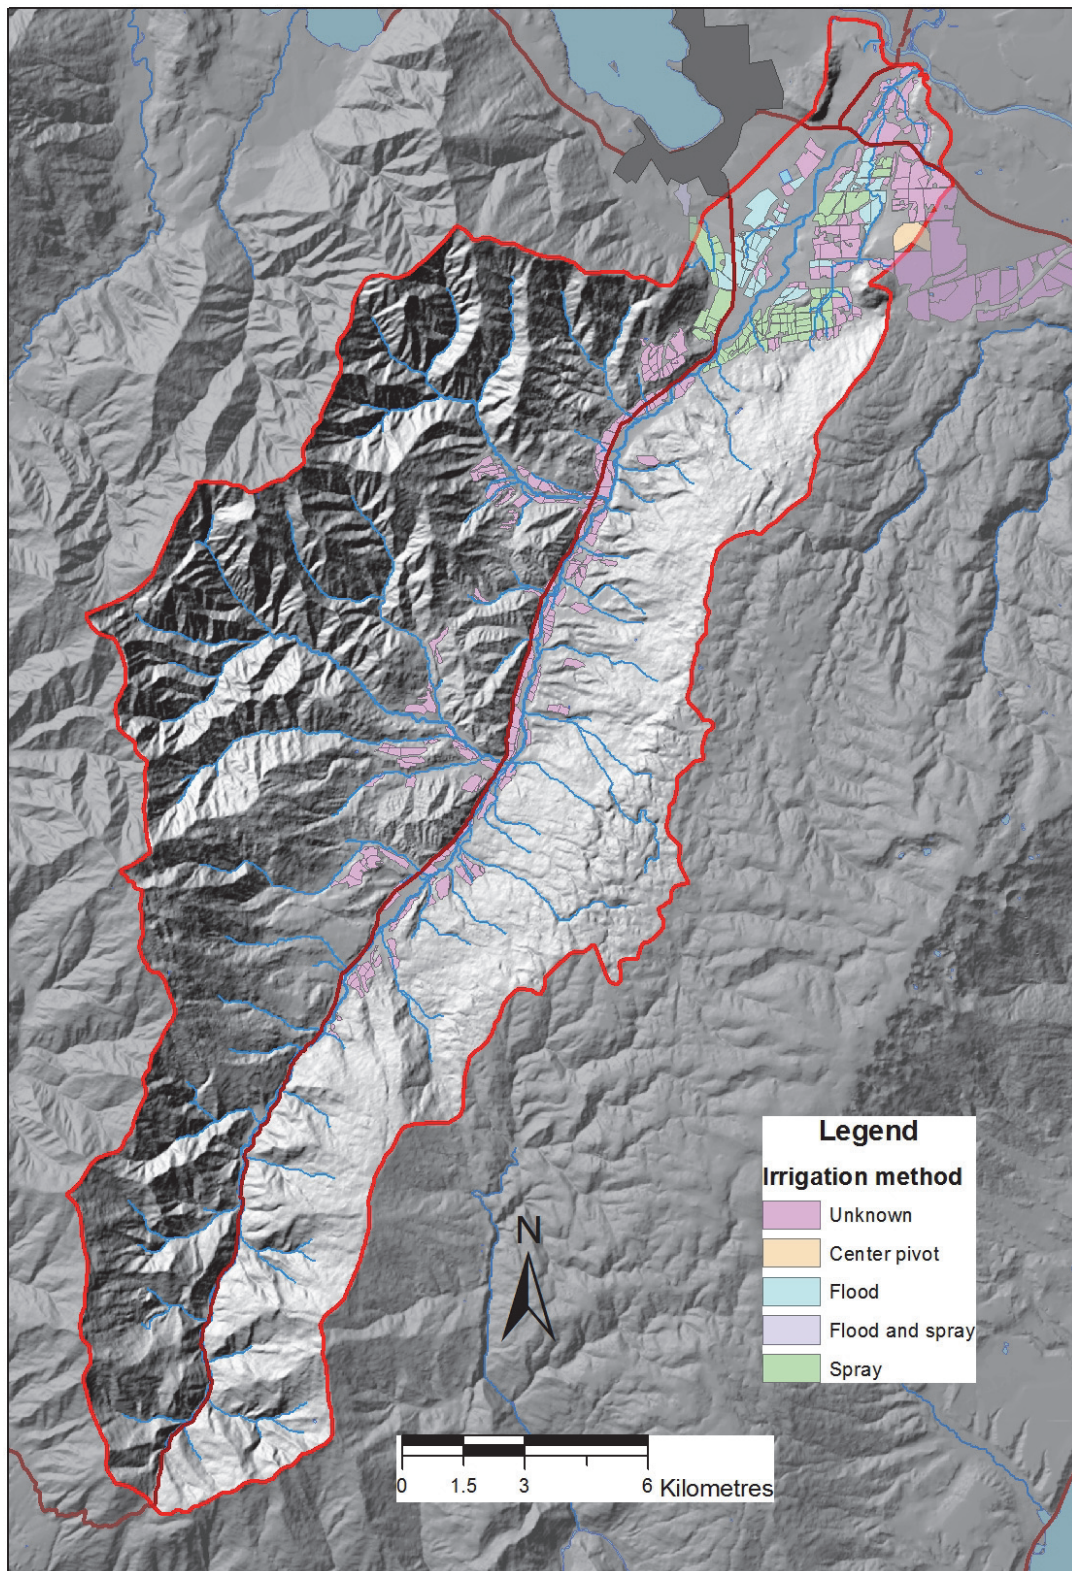 Legend
Irrigation method
Unknown
Center pivot
Flood
Flood and spray
Spray
N
0 1.5 3 6 Kilometres